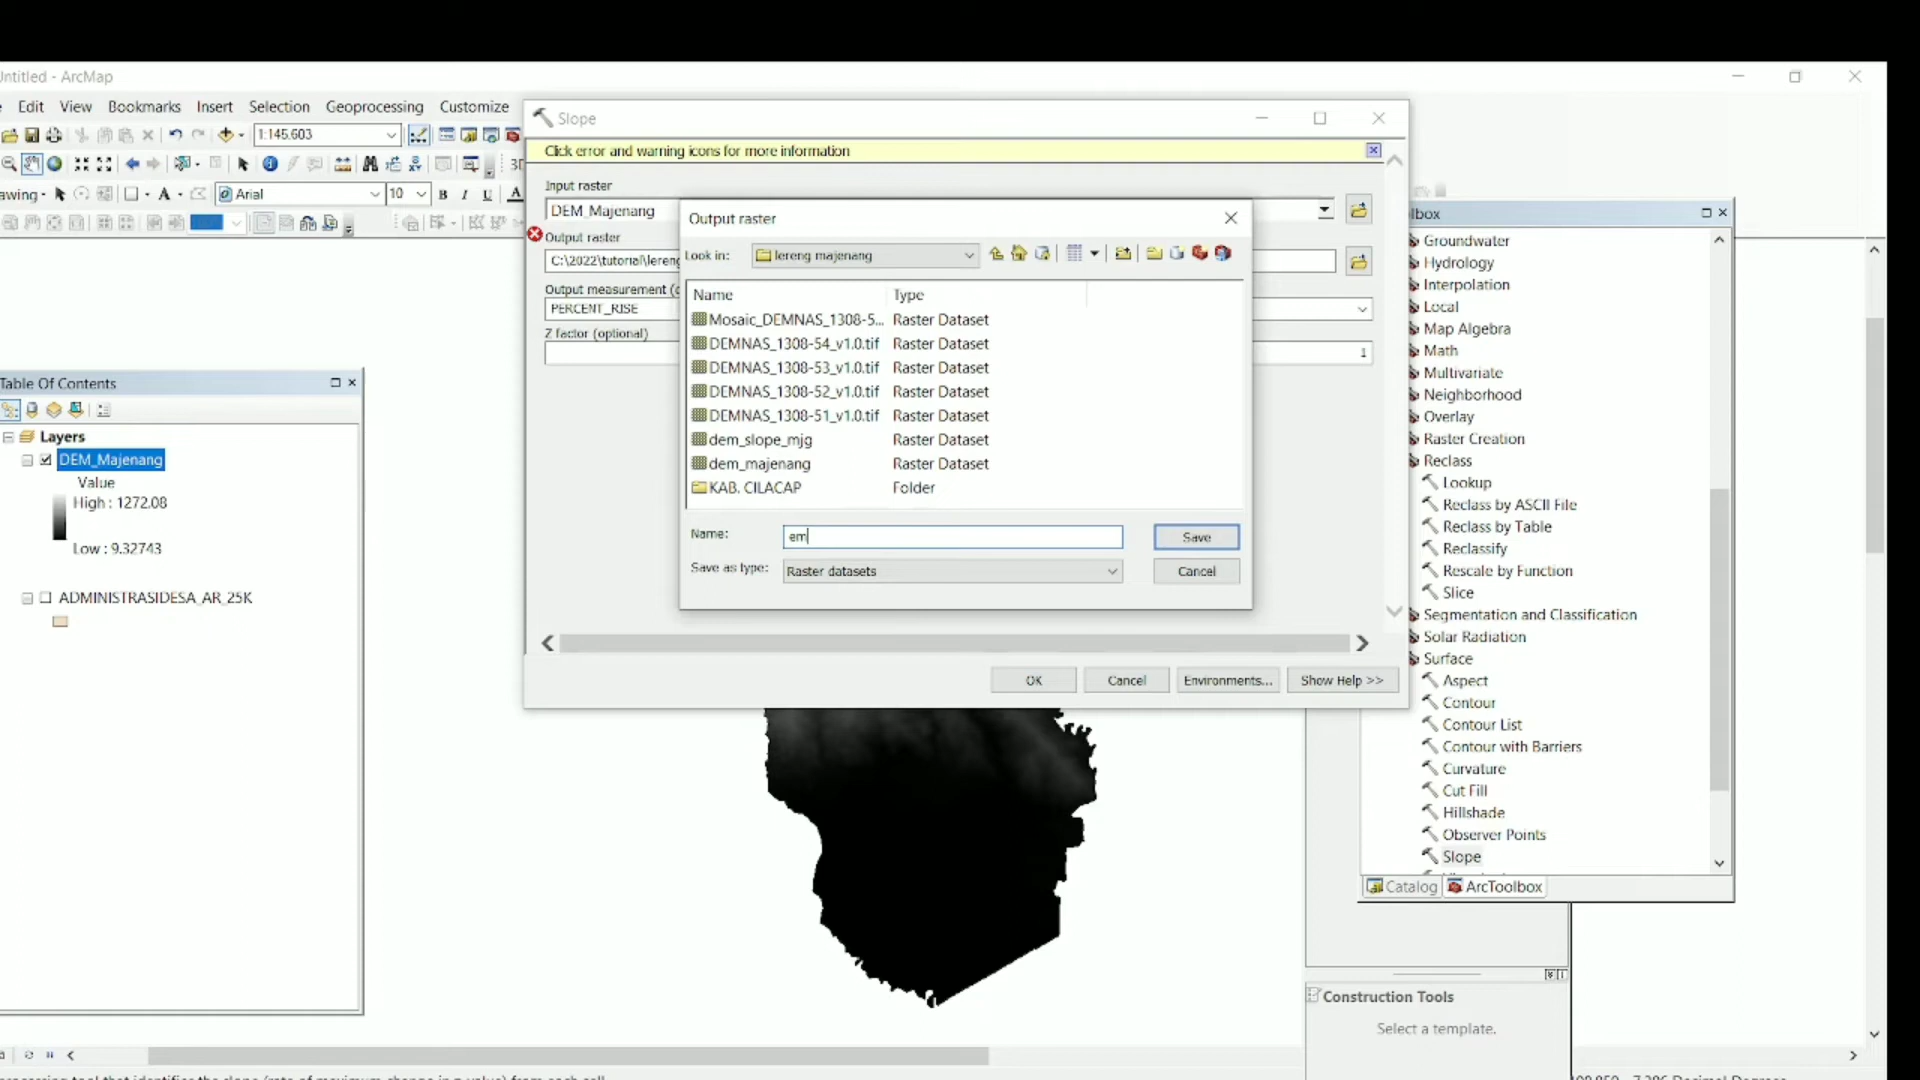 Untitled - ArcMap
Edit View Bookmarks Insert Selection Geoprocessing Customize
1:145.603
Arial 10 B I U A
Slope
Click error and warning icons for more information
Input raster
DEM_Majenang
Output raster
C:\2022\tutorial\lereng
PERCENT_RISE
Z factor (optional)
1
OK Cancel Environments... Show Help >>
Output raster
Look in: lereng majenang
Name Type
Mosaic_DEMNAS_1308-5... Raster Dataset
DEMNAS_1308-54_v1.0.tif Raster Dataset
DEMNAS_1308-53_v1.0.tif Raster Dataset
DEMNAS_1308-52_v1.0.tif Raster Dataset
DEMNAS_1308-51_v1.0.tif Raster Dataset
dem_slope_mjg Raster Dataset
dem_majenang Raster Dataset
KAB. CILACAP Folder
Name: em Save
Save as type: Raster datasets Cancel
Table Of Contents
Layers
DEM_Majenang
Value
High : 1272.08
Low : 9.32743
ADMINISTRASIDESA_AR_25K
lbox
Groundwater
Hydrology
Interpolation
Local
Map Algebra
Math
Multivariate
Neighborhood
Overlay
Raster Creation
Reclass
Lookup
Reclass by ASCII File
Reclass by Table
Reclassify
Rescale by Function
Slice
Segmentation and Classification
Solar Radiation
Surface
Aspect
Contour
Contour List
Contour with Barriers
Curvature
Cut Fill
Hillshade
Observer Points
Slope
Catalog ArcToolbox
Construction Tools
Select a template.